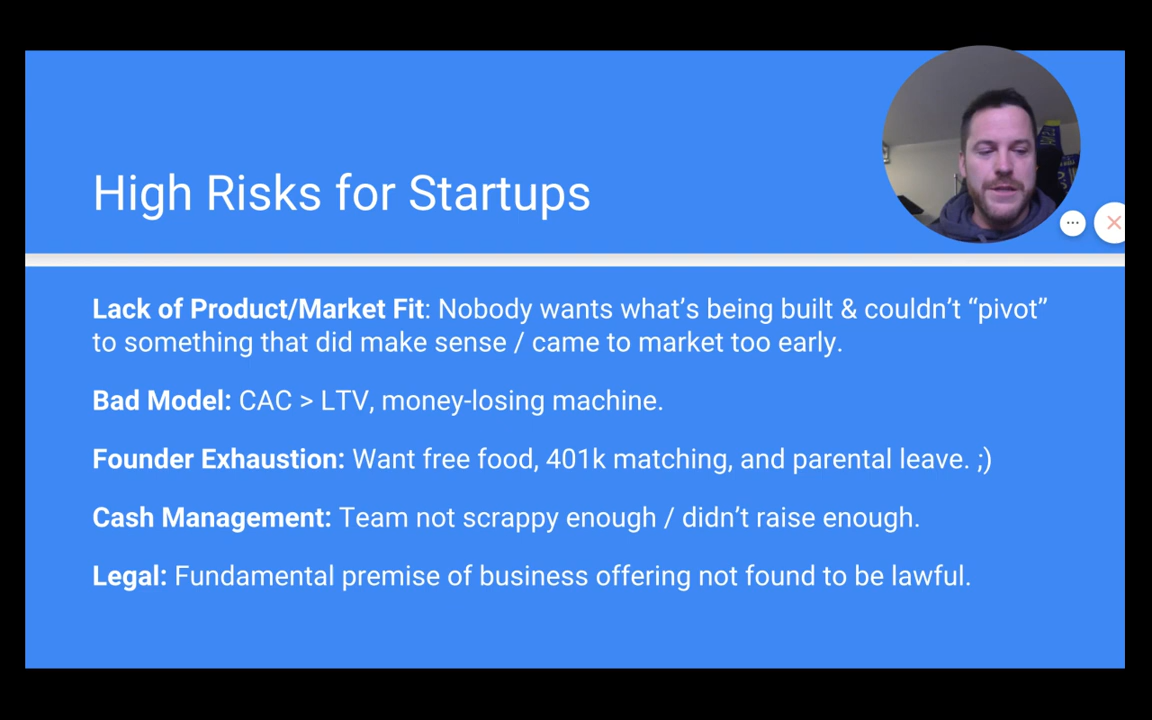 High Risks for Startups
Lack of Product/Market Fit: Nobody wants what’s being built & couldn’t “pivot”
to something that did make sense / came to market too early.
Bad Model: CAC > LTV, money-losing machine.
Founder Exhaustion: Want free food, 401k matching, and parental leave. ;)
Cash Management: Team not scrappy enough / didn’t raise enough.
Legal: Fundamental premise of business offering not found to be lawful.